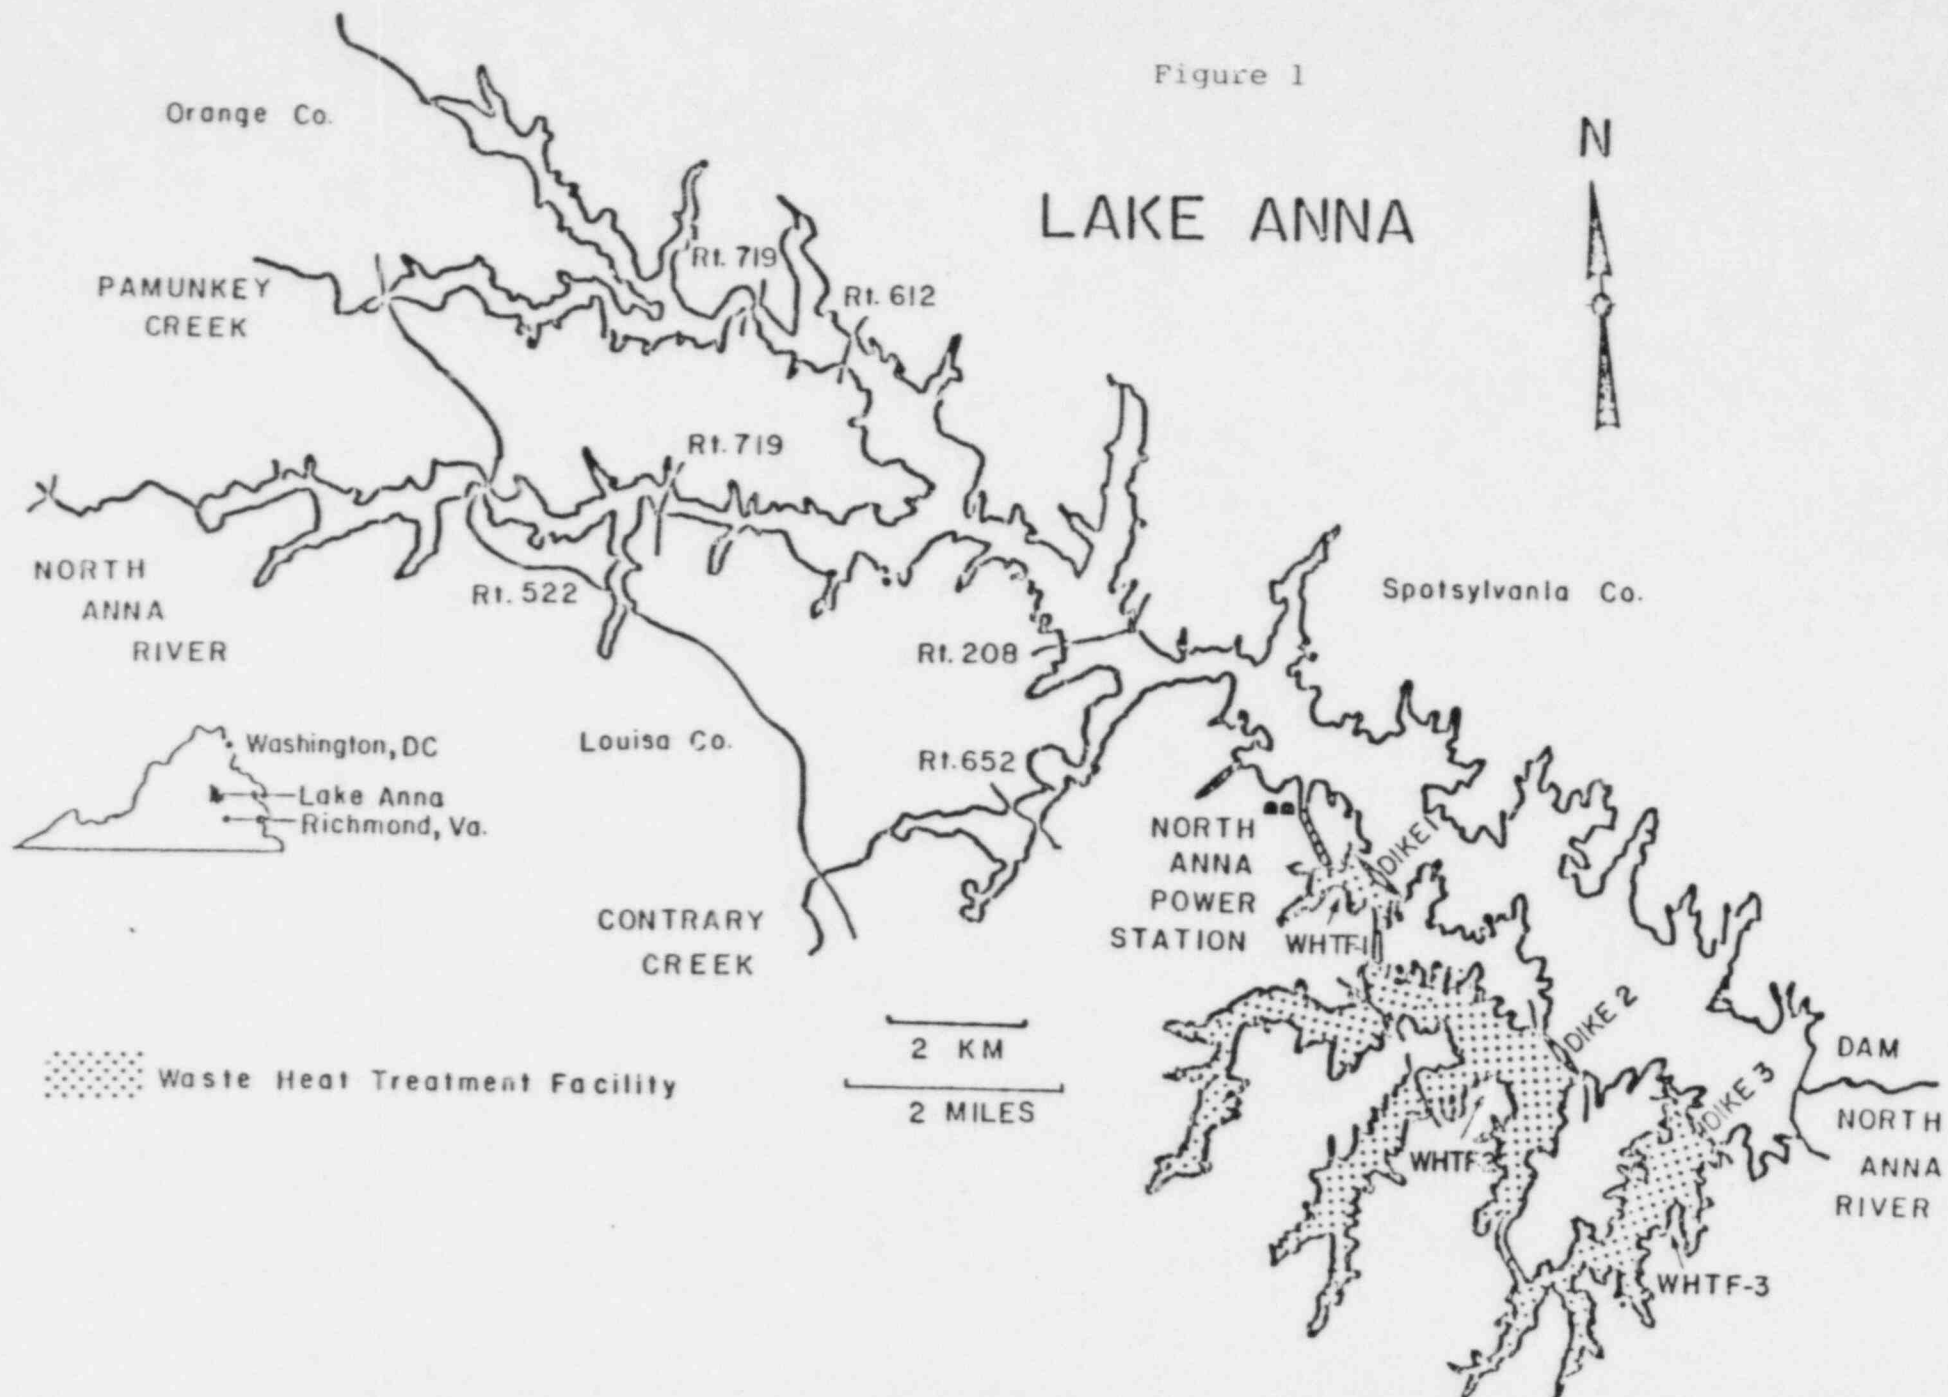 Figure 1
Orange Co.
N
LAKE ANNA
Rt. 719
PAMUNKEY
CREEK
Rt. 612
Rt. 719
NORTH
ANNA
RIVER
Rt. 522
Spotsylvania Co.
Rt. 208
Washington, DC
Lake Anna
Richmond, Va.
Louisa Co.
Rt. 652
NORTH
ANNA
POWER
STATION
DIKE 1
WHTF-1
CONTRARY
CREEK
2 KM
2 MILES
Waste Heat Treatment Facility
DIKE 2
WHTF-2
DIKE 3
DAM
NORTH
ANNA
RIVER
WHTF-3